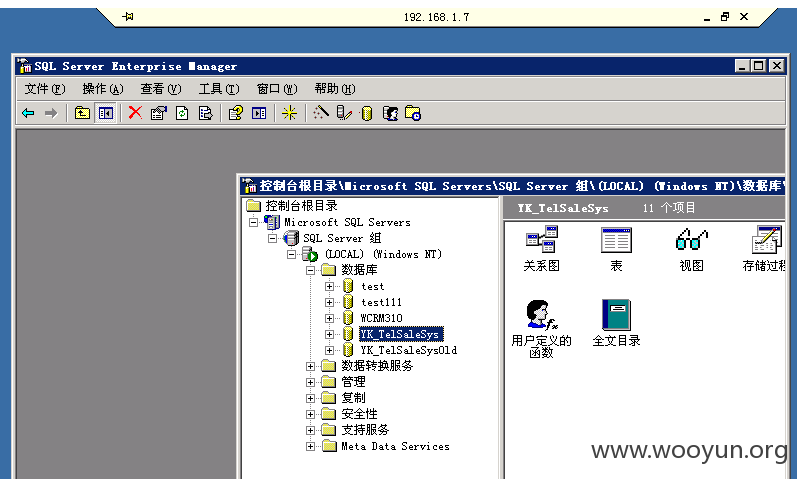 192.168.1.7
SQL Server Enterprise Manager
文件(F) 操作(A) 查看(V) 工具(T) 窗口(W) 帮助(H)
控制台根目录\Microsoft SQL Servers\SQL Server 组\(LOCAL) (Windows NT)\数据库\
控制台根目录
Microsoft SQL Servers
SQL Server 组
(LOCAL) (Windows NT)
数据库
test
test111
WCRM310
YK_TelSaleSys
YK_TelSaleSysOld
数据转换服务
管理
复制
安全性
支持服务
Meta Data Services
YK_TelSaleSys 11 个项目
关系图 表 视图 存储过程
用户定义的
函数
全文目录
www.wooyun.org